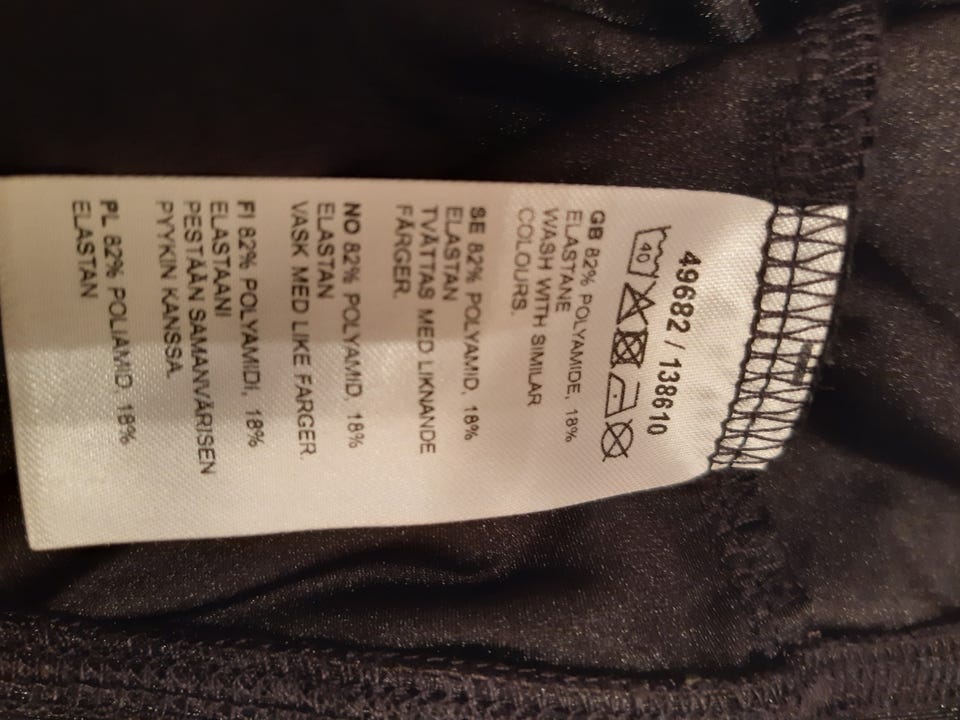 49682 / 138610
40
GB 82% POLYAMIDE, 18%
ELASTANE
WASH WITH SIMILAR
COLOURS.
SE 82% POLYAMID, 18%
ELASTAN
TVÄTTAS MED LIKNANDE
FÄRGER.
NO 82% POLYAMID, 18%
ELASTAN
VASK MED LIKE FARGER.
FI 82% POLYAMIDI, 18%
ELASTAANI
PESTÄÄN SAMANVÄRISEN
PYYKIN KANSSA.
PL 82% POLIAMID, 18%
ELASTAN